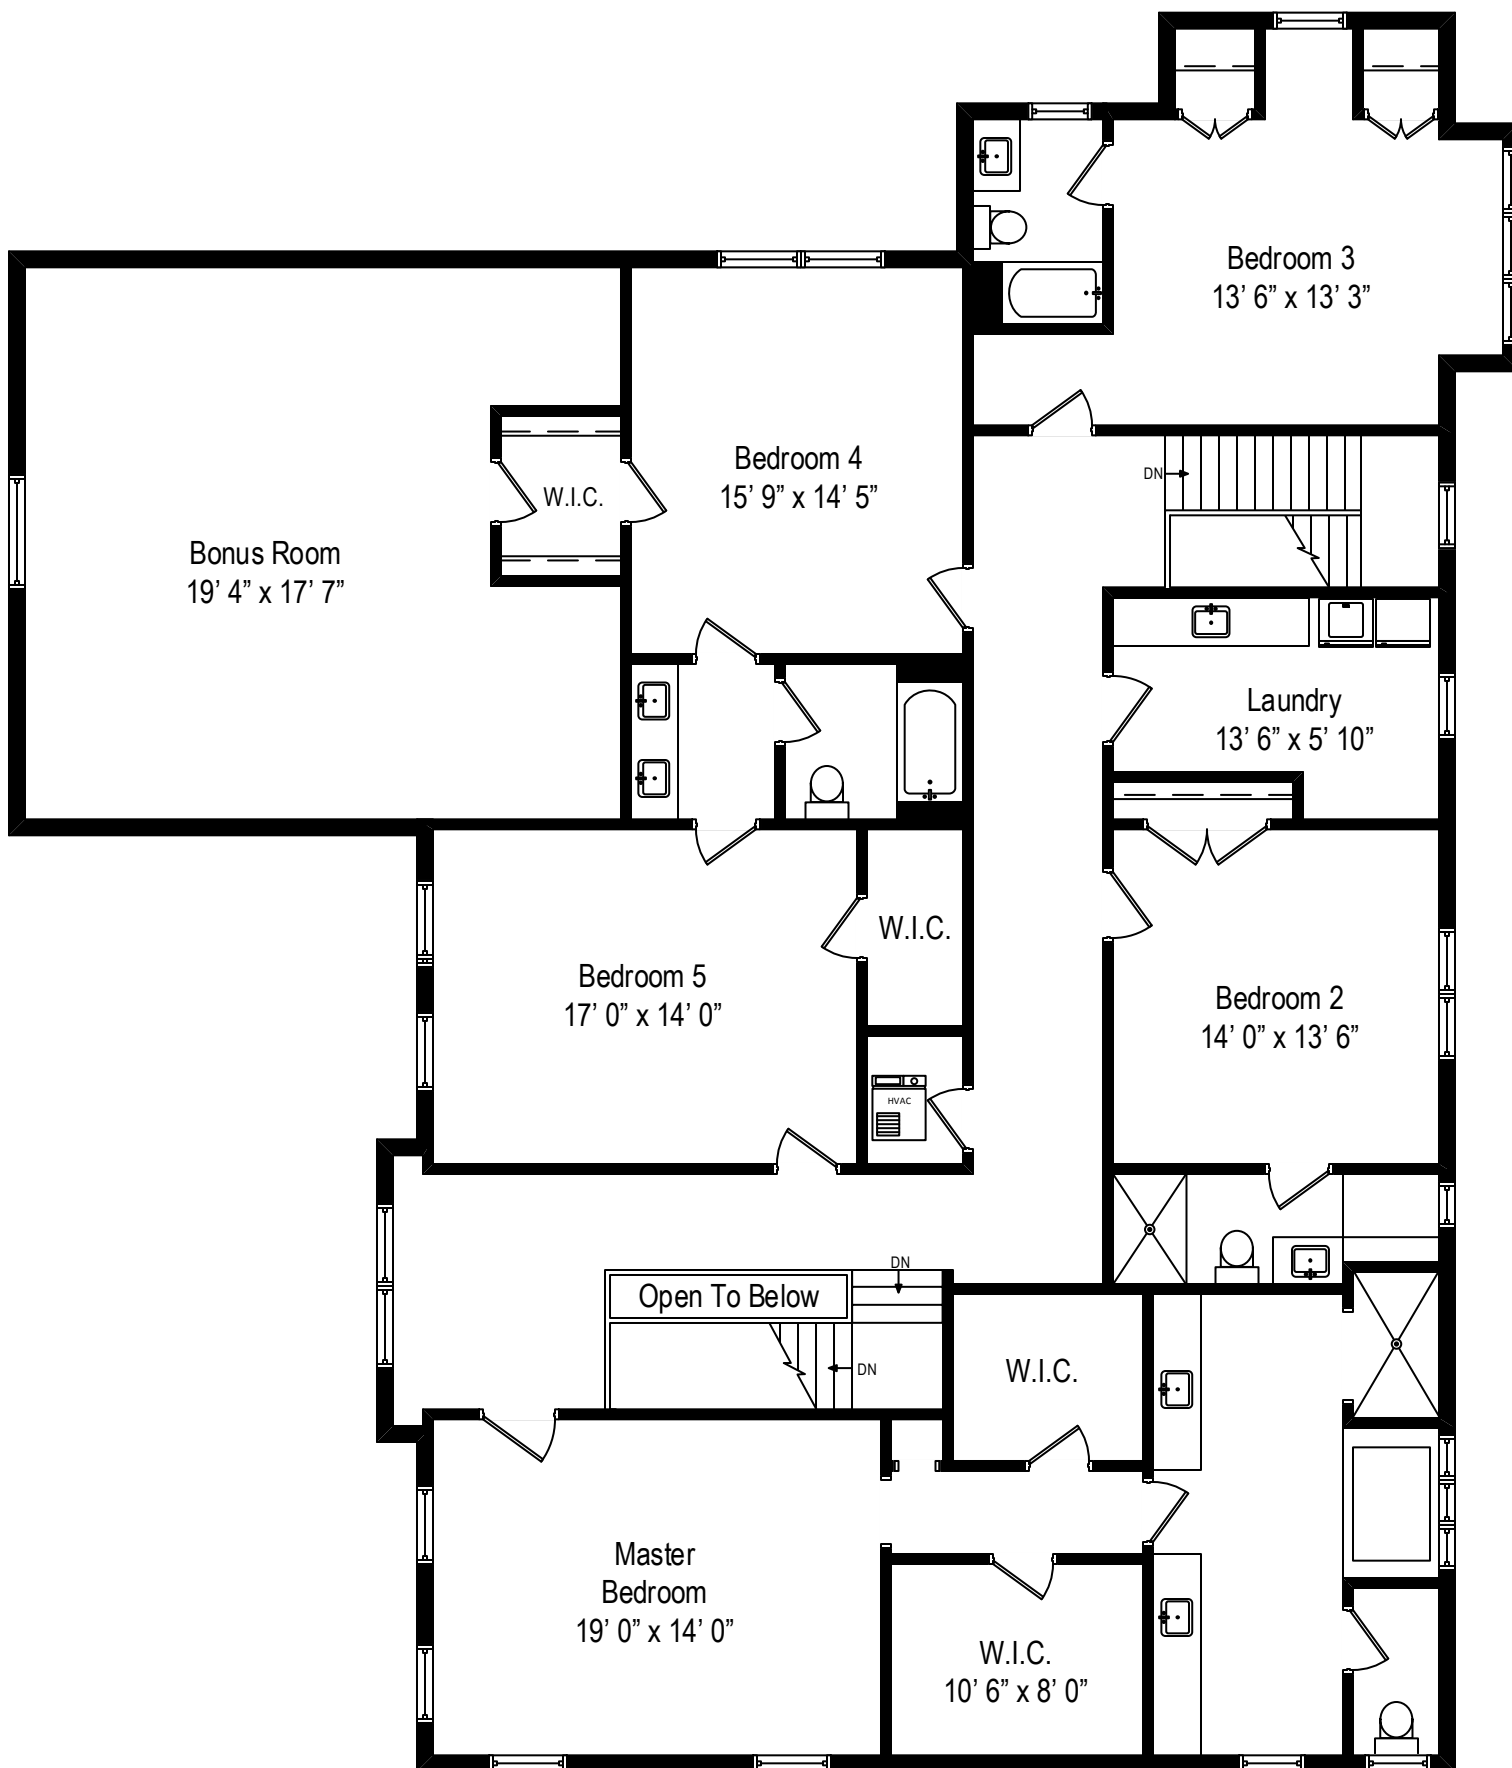 Bedroom 3
13’ 6” x 13’ 3”
Bedroom 4
15’ 9” x 14’ 5”
DN
W.I.C.
Bonus Room
19’ 4” x 17’ 7”
Laundry
13’ 6” x 5’ 10”
W.I.C.
Bedroom 5
17’ 0” x 14’ 0”
Bedroom 2
14’ 0” x 13’ 6”
HVAC
DN
Open To Below
DN
W.I.C.
Master
Bedroom
19’ 0” x 14’ 0”
W.I.C.
10’ 6” x 8’ 0”